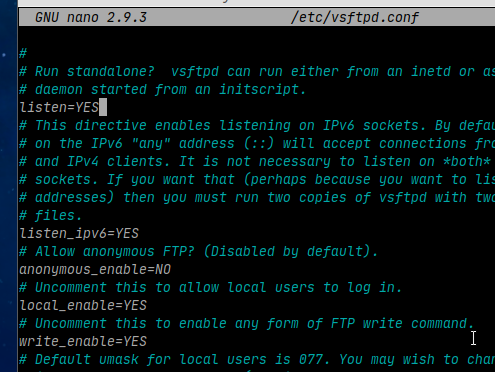 GNU nano 2.9.3 /etc/vsftpd.conf
#
# Run standalone? vsftpd can run either from an inetd or as
# daemon started from an initscript.
listen=YES
# This directive enables listening on IPv6 sockets. By defau
# on the IPv6 "any" address (::) will accept connections fro
# and IPv4 clients. It is not necessary to listen on *both*
# sockets. If you want that (perhaps because you want to lis
# addresses) then you must run two copies of vsftpd with two
# files.
listen_ipv6=YES
# Allow anonymous FTP? (Disabled by default).
anonymous_enable=NO
# Uncomment this to allow local users to log in.
local_enable=YES
# Uncomment this to enable any form of FTP write command.
write_enable=YES
# Default umask for local users is 077. You may wish to chan